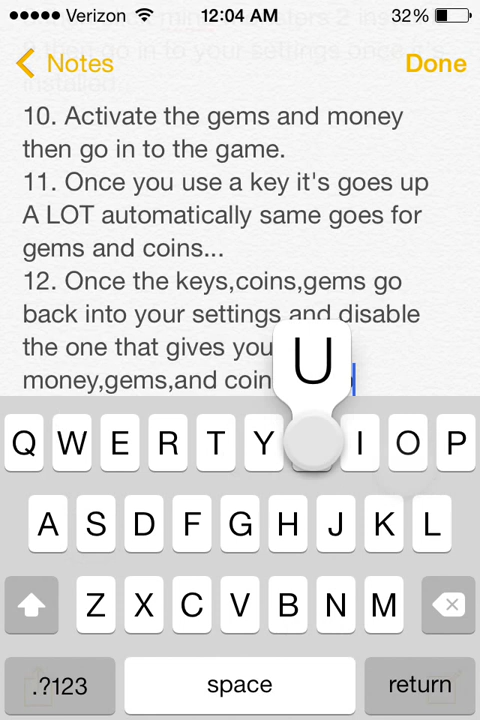 Verizon 12:04 AM 32%
Notes Done
10. Activate the gems and money
then go in to the game.
11. Once you use a key it's goes up
A LOT automatically same goes for
gems and coins...
12. Once the keys,coins,gems go
back into your settings and disable
the one that gives you
money,gems,and coin
U
Q W E R T Y I O P
A S D F G H J K L
Z X C V B N M
.?123 space return